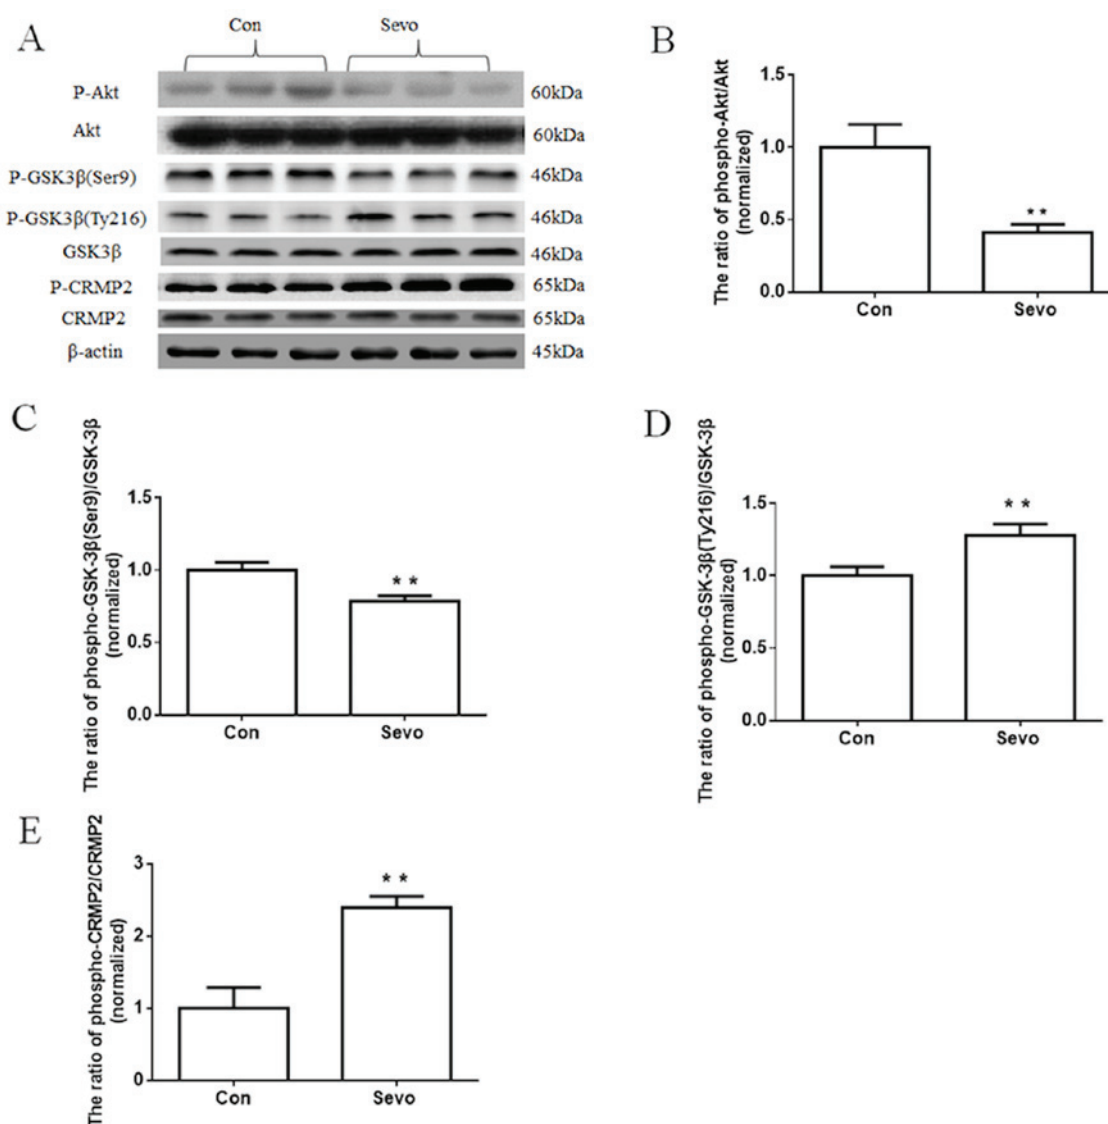 A
Con Sevo
P-Akt 60kDa
Akt 60kDa
P-GSK3β(Ser9) 46kDa
P-GSK3β(Ty216) 46kDa
GSK3β 46kDa
P-CRMP2 65kDa
CRMP2 65kDa
β-actin 45kDa
B
The ratio of phospho-Akt/Akt
(normalized)
1.5
1.0
0.5
0.0
**
Con Sevo
C
The ratio of phospho-GSK-3β(Ser9)/GSK-3β
(normalized)
1.5
1.0
0.5
0.0
**
Con Sevo
D
The ratio of phospho-GSK-3β(Ty216)/GSK-3β
(normalized)
1.5
1.0
0.5
0.0
**
Con Sevo
E
The ratio of phospho-CRMP2/CRMP2
(normalized)
3
2
1
0
**
Con Sevo